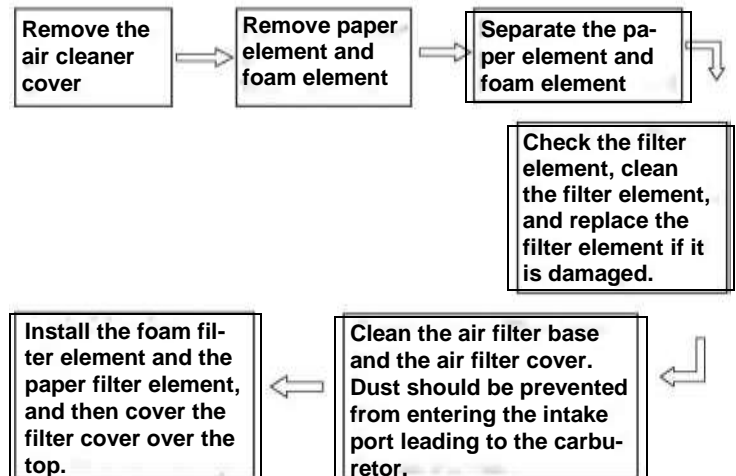 Remove the
air cleaner
cover
Remove paper
element and
foam element
Separate the pa-
per element and
foam element
Check the filter
element, clean
the filter element,
and replace the
filter element if it
is damaged.
Clean the air filter base
and the air filter cover.
Dust should be prevented
from entering the intake
port leading to the carbu-
retor.
Install the foam fil-
ter element and the
paper filter element,
and then cover the
filter cover over the
top.